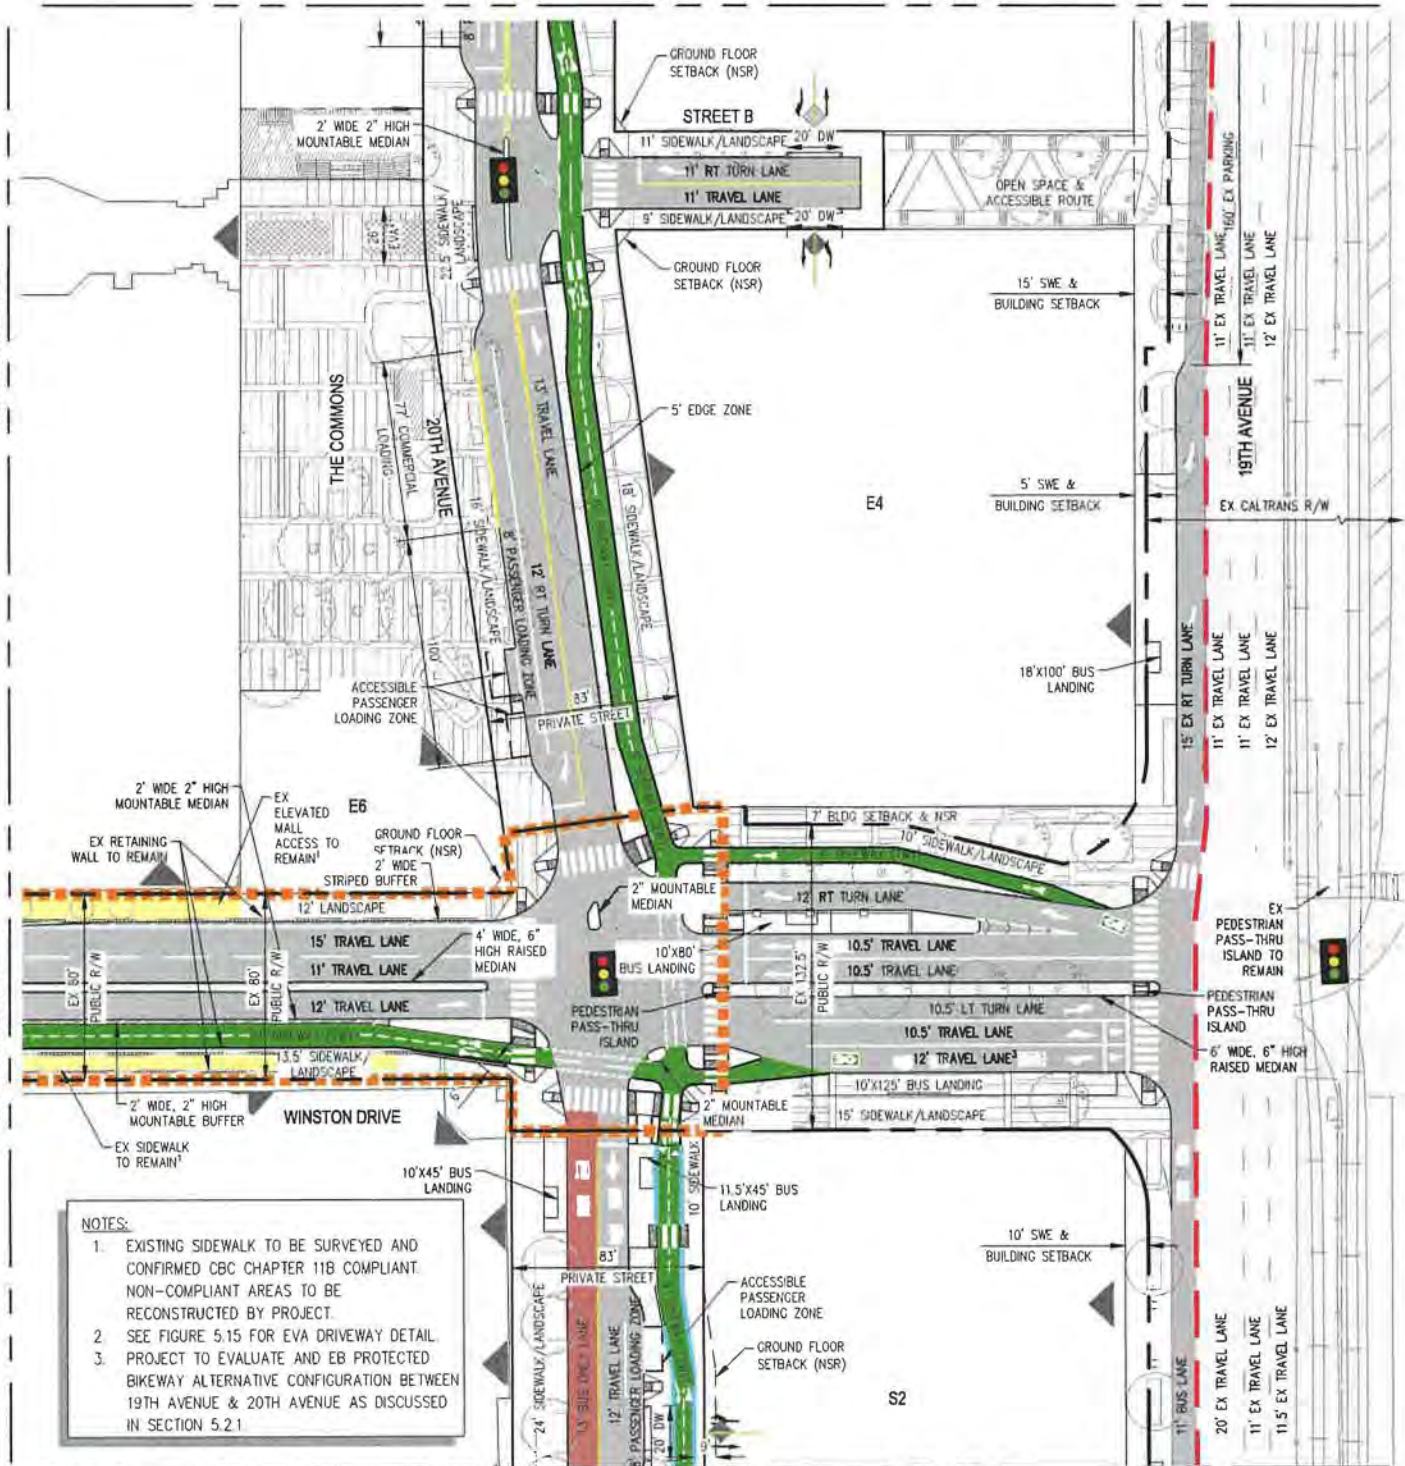 GROUND FLOOR
SETBACK (NSR)
STREET B
2' WIDE 2" HIGH
MOUNTABLE MEDIAN
11' SIDEWALK/LANDSCAPE
20' DW
11' RT TURN LANE
11' TRAVEL LANE
9' SIDEWALK/LANDSCAPE
20' DW
OPEN SPACE &
ACCESSIBLE ROUTE
160' EX PARKING
26'
EVA²
22.5' SIDEWALK/
LANDSCAPE
GROUND FLOOR
SETBACK (NSR)
15' SWE &
BUILDING SETBACK
11' EX TRAVEL LANE
11' EX TRAVEL LANE
12' EX TRAVEL LANE
THE COMMONS
77' COMMERCIAL
LOADING
20TH AVENUE
13' TRAVEL LANE
5' EDGE ZONE
19TH AVENUE
16' SIDEWALK/LANDSCAPE
8' PASSENGER LOADING ZONE
12' RT TURN LANE
18' SIDEWALK/LANDSCAPE
E4
5' SWE &
BUILDING SETBACK
EX CALTRANS R/W
100'
ACCESSIBLE
PASSENGER
LOADING ZONE
83'
PRIVATE STREET
18'X100' BUS
LANDING
15' EX RT TURN LANE
11' EX TRAVEL LANE
11' EX TRAVEL LANE
12' EX TRAVEL LANE
2' WIDE 2" HIGH
MOUNTABLE MEDIAN
EX
ELEVATED
MALL
ACCESS TO
REMAIN¹
E6
EX RETAINING
WALL TO REMAIN
GROUND FLOOR
SETBACK (NSR)
2' WIDE
STRIPED BUFFER
7' BLDG SETBACK & NSR
10' SIDEWALK/LANDSCAPE
12' LANDSCAPE
2" MOUNTABLE
MEDIAN
12' RT TURN LANE
15' TRAVEL LANE
11' TRAVEL LANE
12' TRAVEL LANE
4' WIDE, 6"
HIGH RAISED
MEDIAN
10'X80'
BUS LANDING
EX 132.5'
PUBLIC R/W
10.5' TRAVEL LANE
10.5' TRAVEL LANE
10.5' LT TURN LANE
10.5' TRAVEL LANE
12' TRAVEL LANE³
EX
PEDESTRIAN
PASS-THRU
ISLAND TO
REMAIN
EX 80'
PUBLIC R/W
EX 80'
PUBLIC R/W
PEDESTRIAN
PASS-THRU
ISLAND
PEDESTRIAN
PASS-THRU
ISLAND
6' WIDE, 6" HIGH
RAISED MEDIAN
13.5' SIDEWALK/
LANDSCAPE
10'X125' BUS LANDING
15' SIDEWALK/LANDSCAPE
2' WIDE, 2" HIGH
MOUNTABLE BUFFER
WINSTON DRIVE
2" MOUNTABLE
MEDIAN
EX SIDEWALK
TO REMAIN¹
10'X45' BUS
LANDING
10' SIDEWALK
11.5'X45' BUS
LANDING
83'
PRIVATE STREET
24' SIDEWALK/LANDSCAPE
13' BUS ONLY LANE
12' TRAVEL LANE
8' PASSENGER LOADING ZONE
20' DW
ACCESSIBLE
PASSENGER
LOADING ZONE
GROUND FLOOR
SETBACK (NSR)
10' SWE &
BUILDING SETBACK
S2
11' BUS LANE
20' EX TRAVEL LANE
11' EX TRAVEL LANE
11.5' EX TRAVEL LANE
NOTES:
1. EXISTING SIDEWALK TO BE SURVEYED AND
CONFIRMED CBC CHAPTER 11B COMPLIANT.
NON-COMPLIANT AREAS TO BE
RECONSTRUCTED BY PROJECT.
2 SEE FIGURE 5.15 FOR EVA DRIVEWAY DETAIL.
3. PROJECT TO EVALUATE AND EB PROTECTED
BIKEWAY ALTERNATIVE CONFIGURATION BETWEEN
19TH AVENUE & 20TH AVENUE AS DISCUSSED
IN SECTION 5.2.1